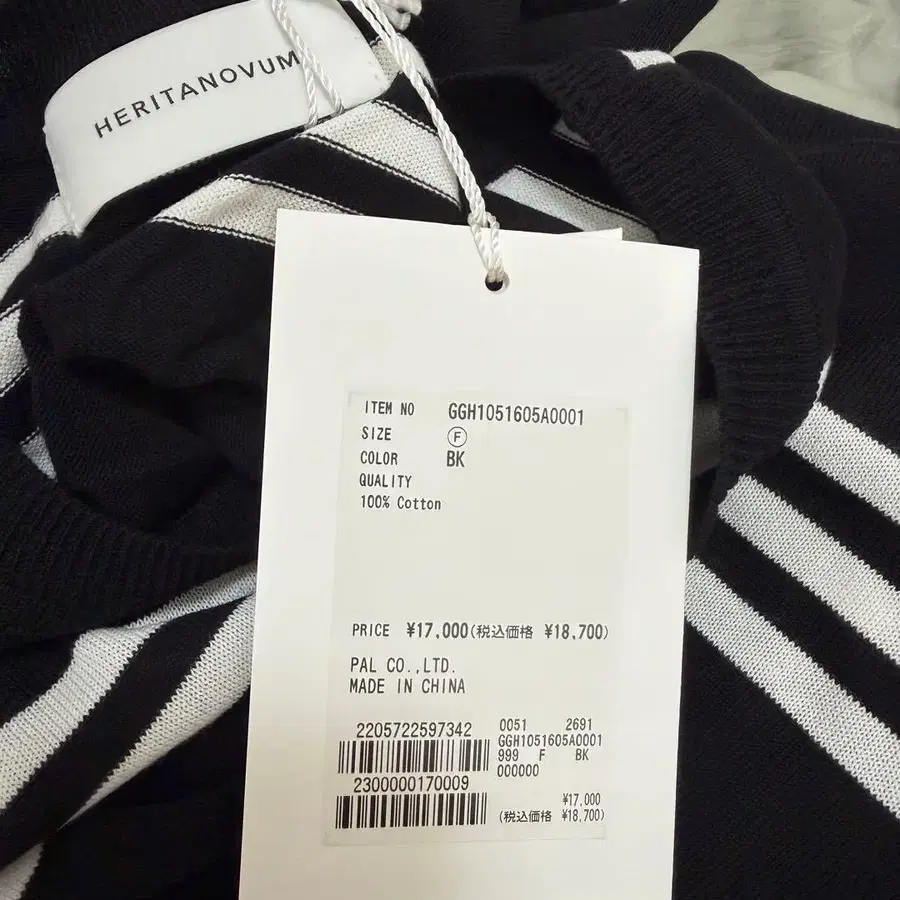 HERITANOVUM
ITEM NO GGH1051605A0001
SIZE Ⓕ
COLOR BK
QUALITY
100% Cotton
PRICE ¥17,000(税込価格 ¥18,700)
PAL CO.,LTD.
MADE IN CHINA
2205722597342
2300000170009
0051 2691
GGH1051605A0001
999 F BK
000000
¥17,000
(税込価格 ¥18,700)